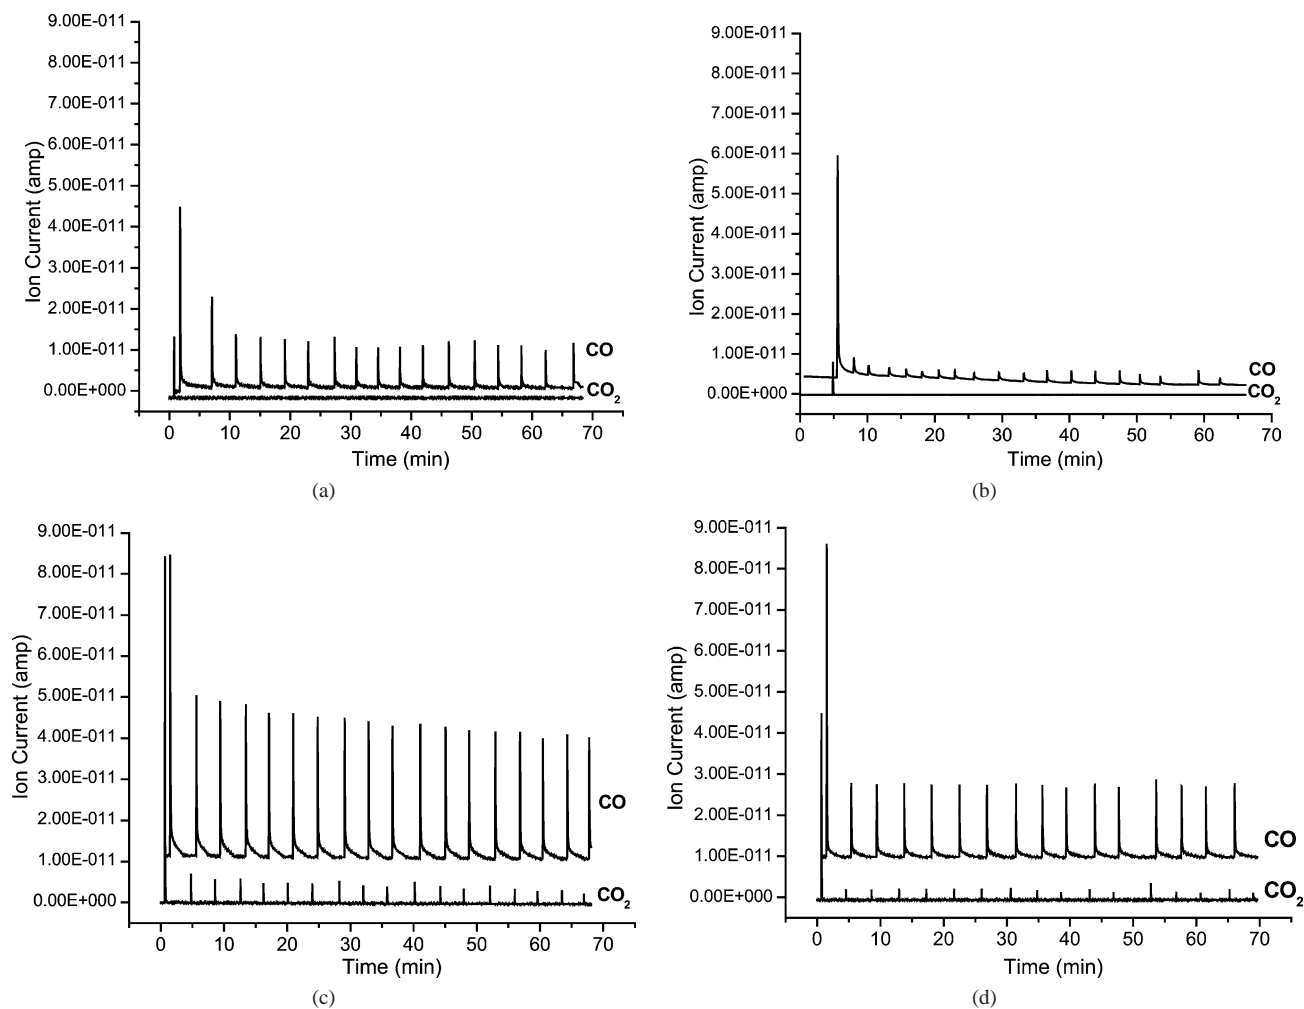 9.00E-011
8.00E-011
7.00E-011
6.00E-011
5.00E-011
4.00E-011
3.00E-011
2.00E-011
1.00E-011
0.00E+000
Ion Current (amp)
CO
CO2
0 10 20 30 40 50 60 70
Time (min)
(a)
9.00E-011
8.00E-011
7.00E-011
6.00E-011
5.00E-011
4.00E-011
3.00E-011
2.00E-011
1.00E-011
0.00E+000
Ion Current (amp)
CO
CO2
0 10 20 30 40 50 60 70
Time (min)
(b)
9.00E-011
8.00E-011
7.00E-011
6.00E-011
5.00E-011
4.00E-011
3.00E-011
2.00E-011
1.00E-011
0.00E+000
Ion Current (amp)
CO
CO2
0 10 20 30 40 50 60 70
Time (min)
(c)
9.00E-011
8.00E-011
7.00E-011
6.00E-011
5.00E-011
4.00E-011
3.00E-011
2.00E-011
1.00E-011
0.00E+000
Ion Current (amp)
CO
CO2
0 10 20 30 40 50 60 70
Time (min)
(d)